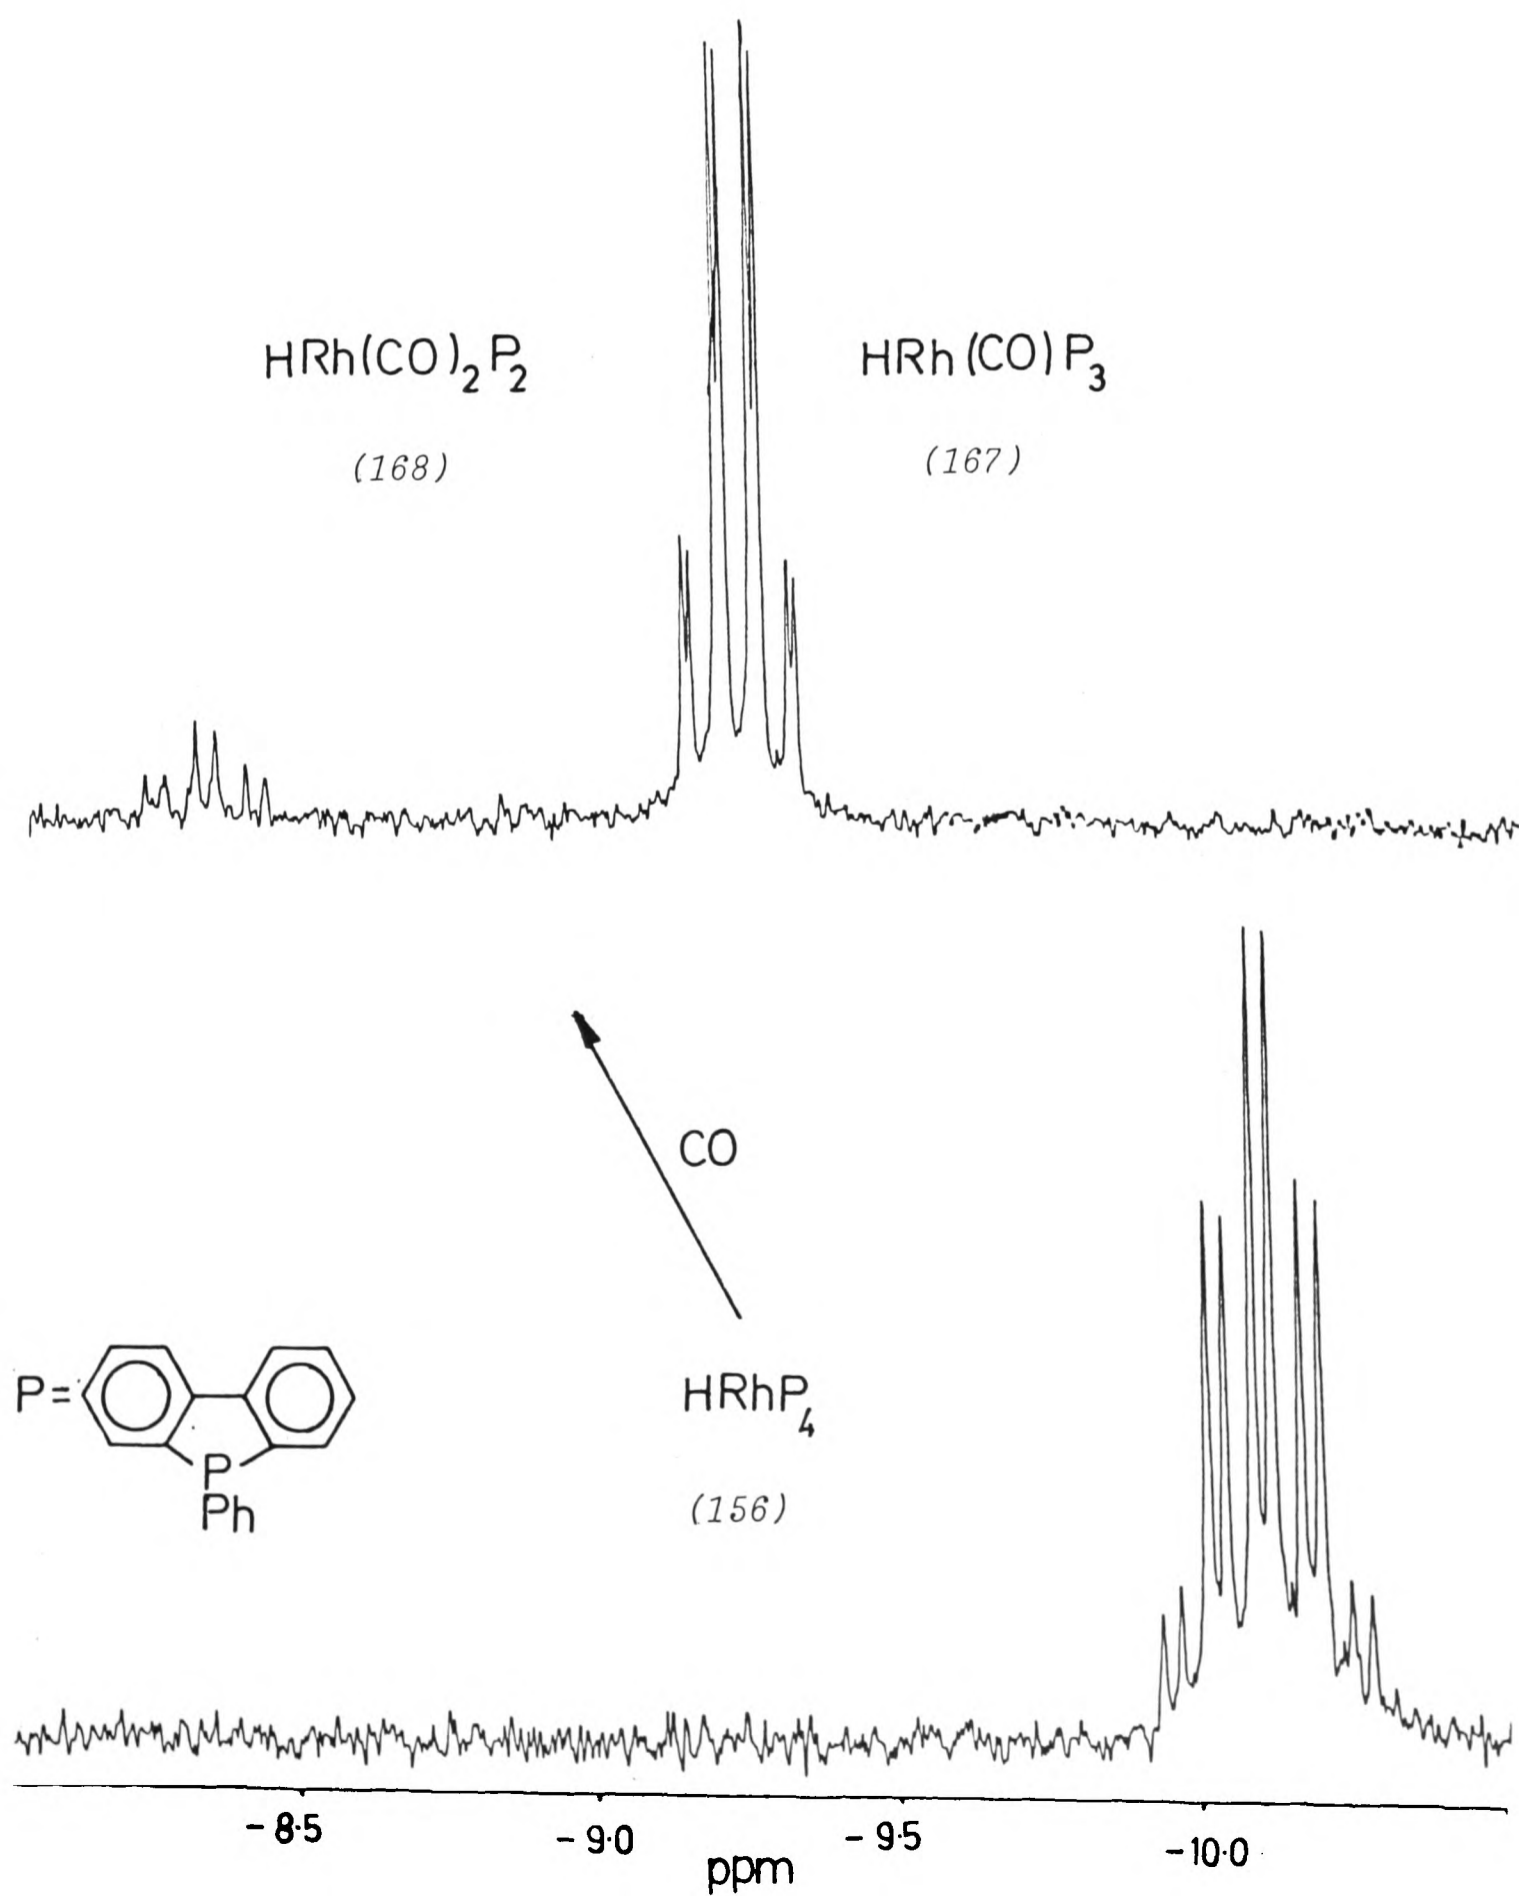 HRh(CO)₂P₂
(168)
HRh(CO)P₃
(167)
CO
P=
P
Ph
HRhP₄
(156)
-8·5
-9·0
-9·5
-10·0
ppm